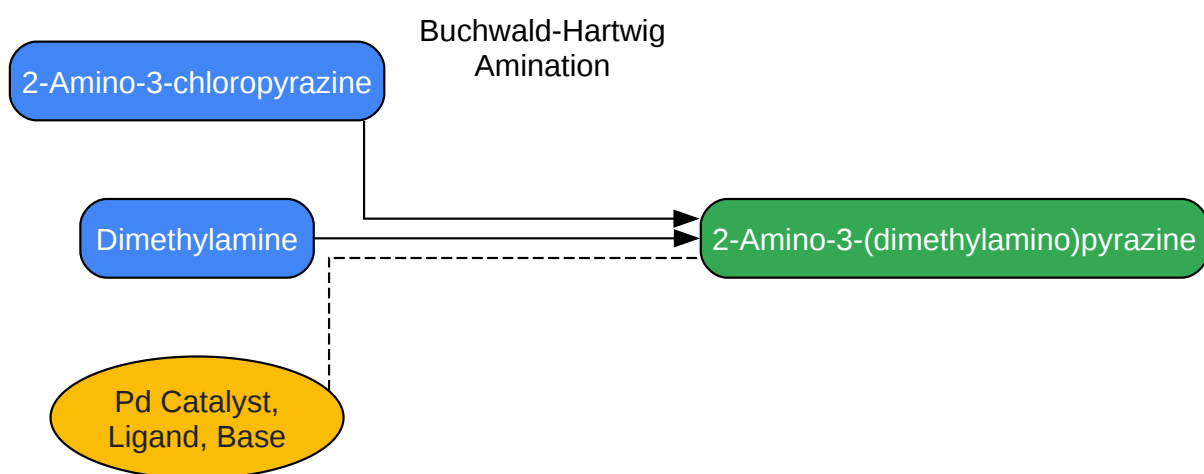 Buchwald-Hartwig
Amination
2-Amino-3-chloropyrazine
Dimethylamine
2-Amino-3-(dimethylamino)pyrazine
Pd Catalyst,
Ligand, Base